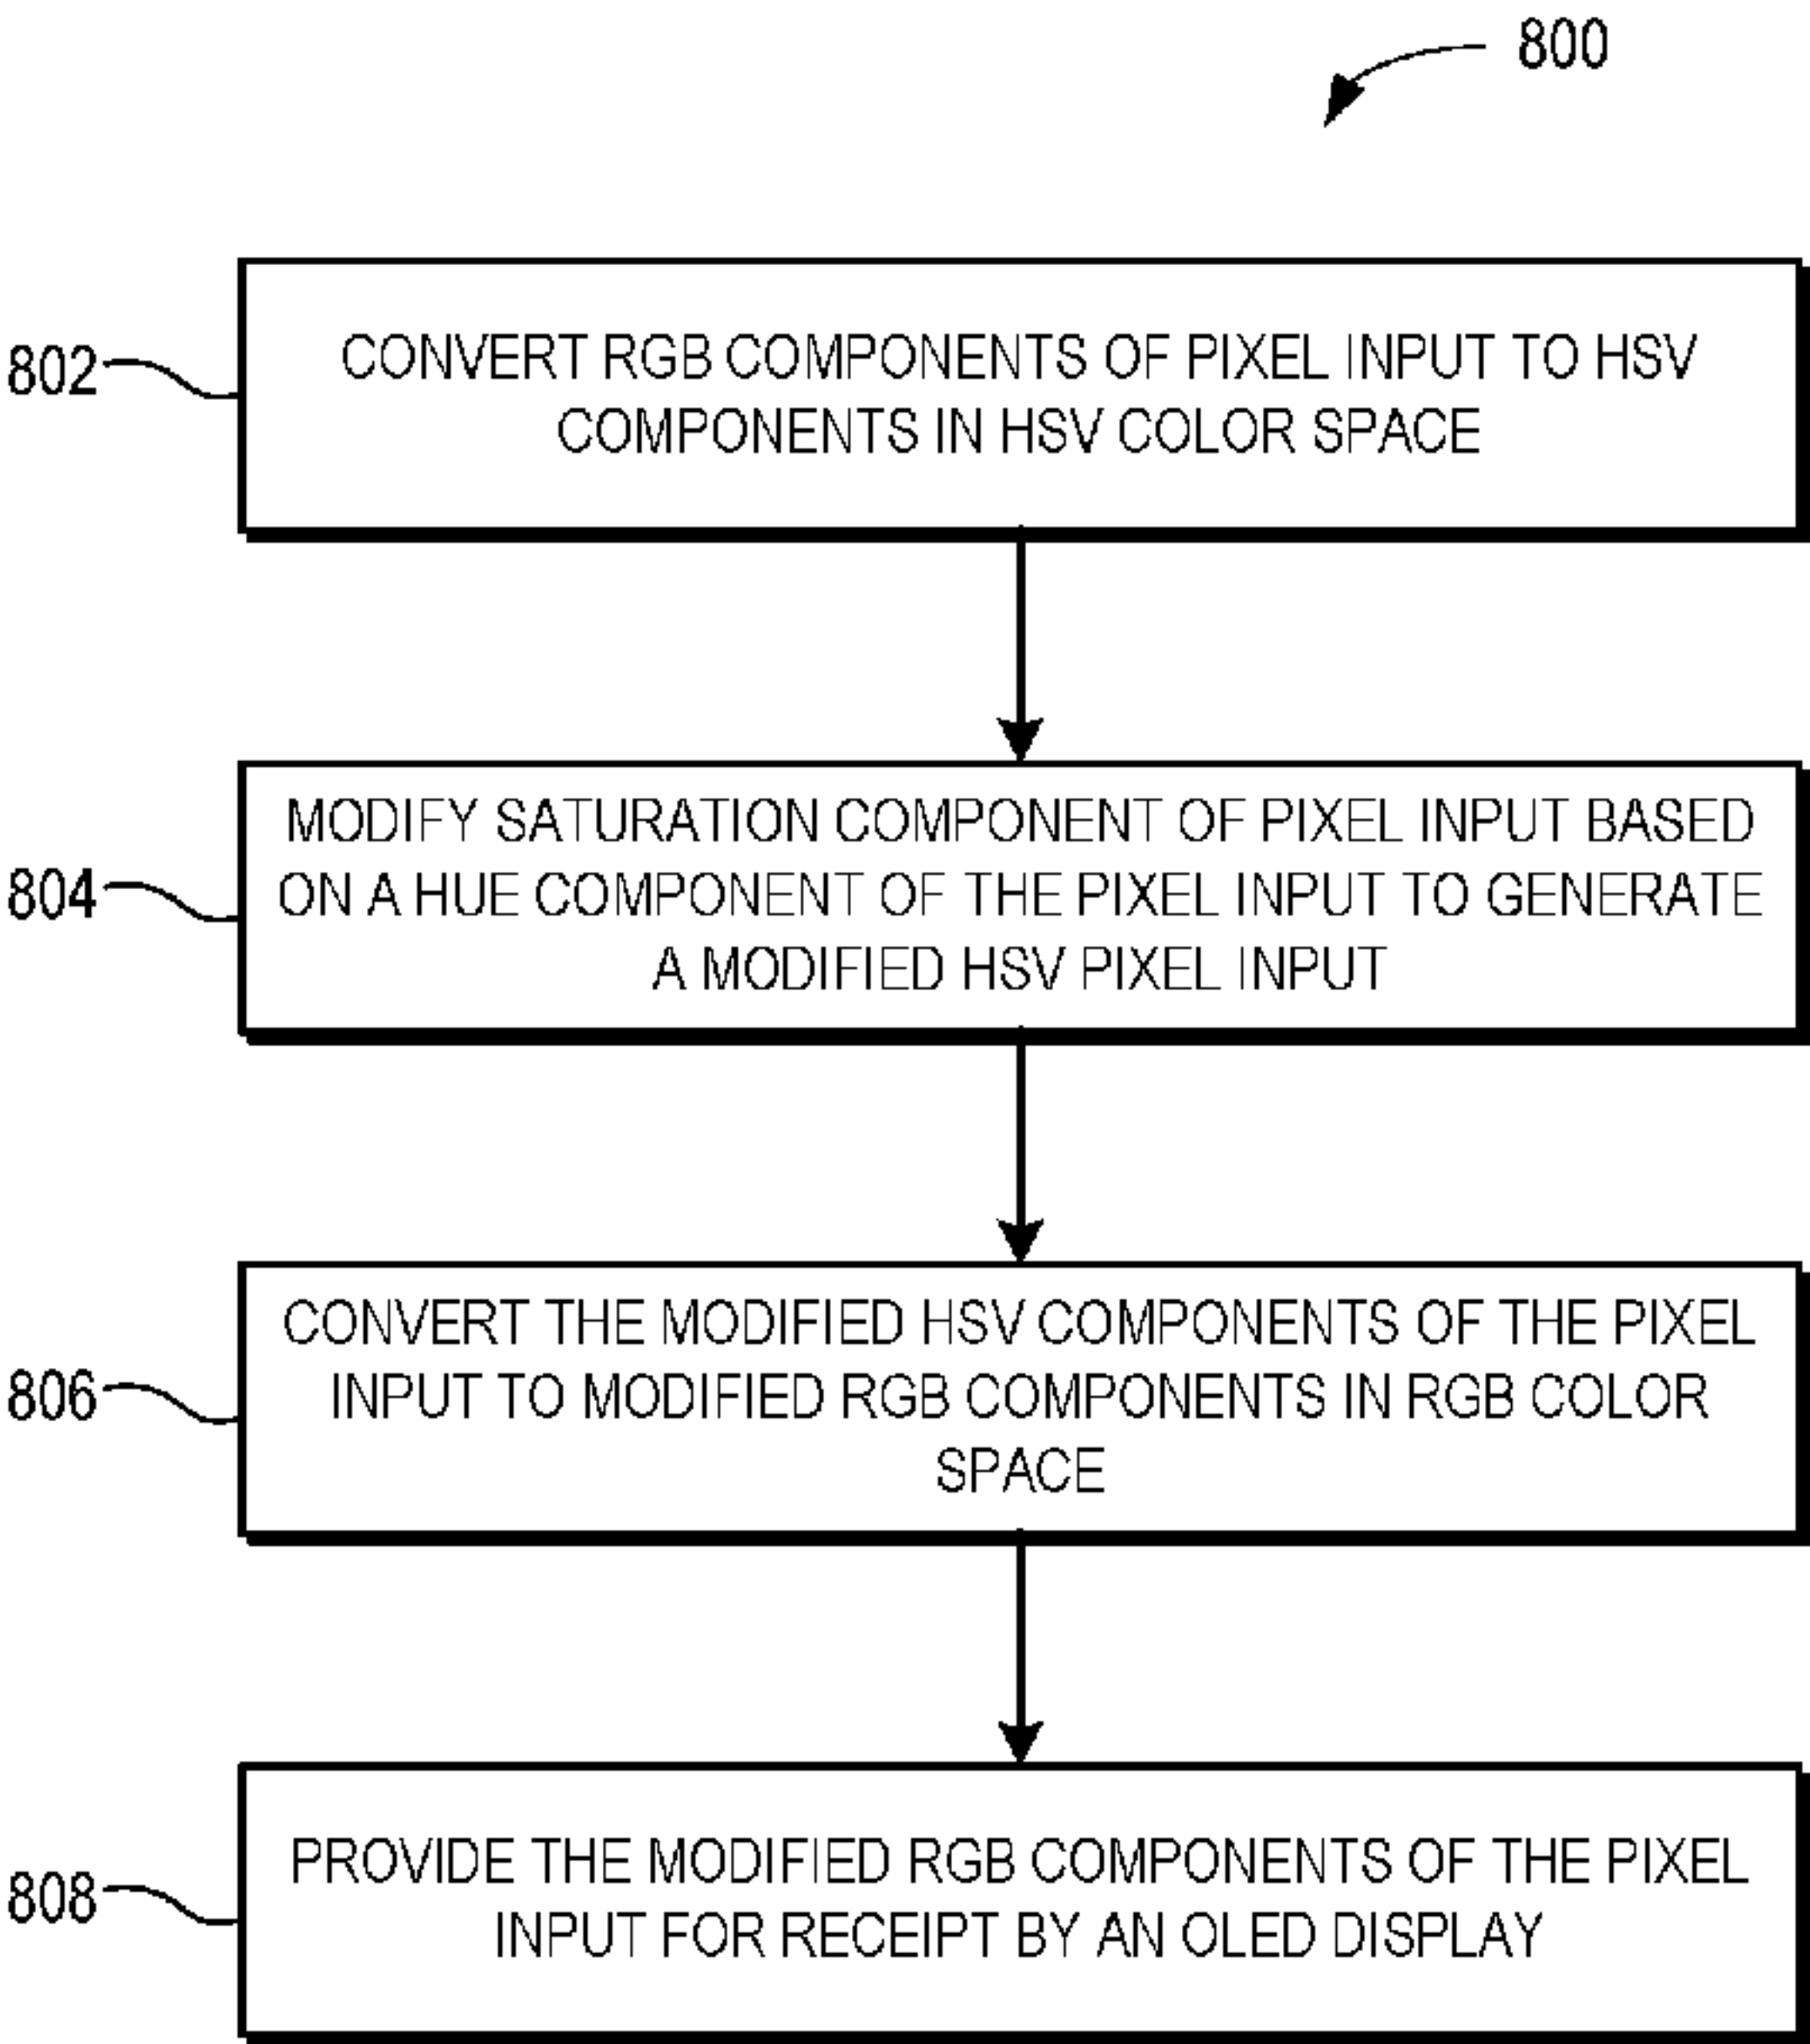 800
802
CONVERT RGB COMPONENTS OF PIXEL INPUT TO HSV
COMPONENTS IN HSV COLOR SPACE
804
MODIFY SATURATION COMPONENT OF PIXEL INPUT BASED
ON A HUE COMPONENT OF THE PIXEL INPUT TO GENERATE
A MODIFIED HSV PIXEL INPUT
806
CONVERT THE MODIFIED HSV COMPONENTS OF THE PIXEL
INPUT TO MODIFIED RGB COMPONENTS IN RGB COLOR
SPACE
808
PROVIDE THE MODIFIED RGB COMPONENTS OF THE PIXEL
INPUT FOR RECEIPT BY AN OLED DISPLAY